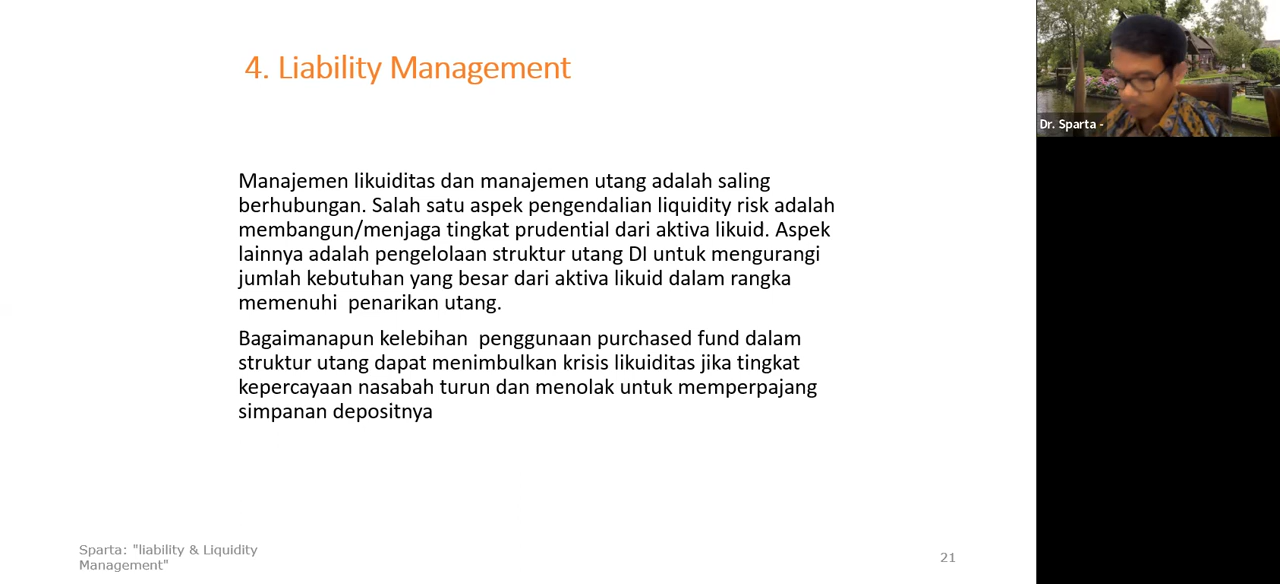 4. Liability Management
Manajemen likuiditas dan manajemen utang adalah saling
berhubungan. Salah satu aspek pengendalian liquidity risk adalah
membangun/menjaga tingkat prudential dari aktiva likuid. Aspek
lainnya adalah pengelolaan struktur utang DI untuk mengurangi
jumlah kebutuhan yang besar dari aktiva likuid dalam rangka
memenuhi  penarikan utang.
Bagaimanapun kelebihan  penggunaan purchased fund dalam
struktur utang dapat menimbulkan krisis likuiditas jika tingkat
kepercayaan nasabah turun dan menolak untuk memperpajang
simpanan depositnya
Sparta: "liability & Liquidity
Management"
21
Dr. Sparta -